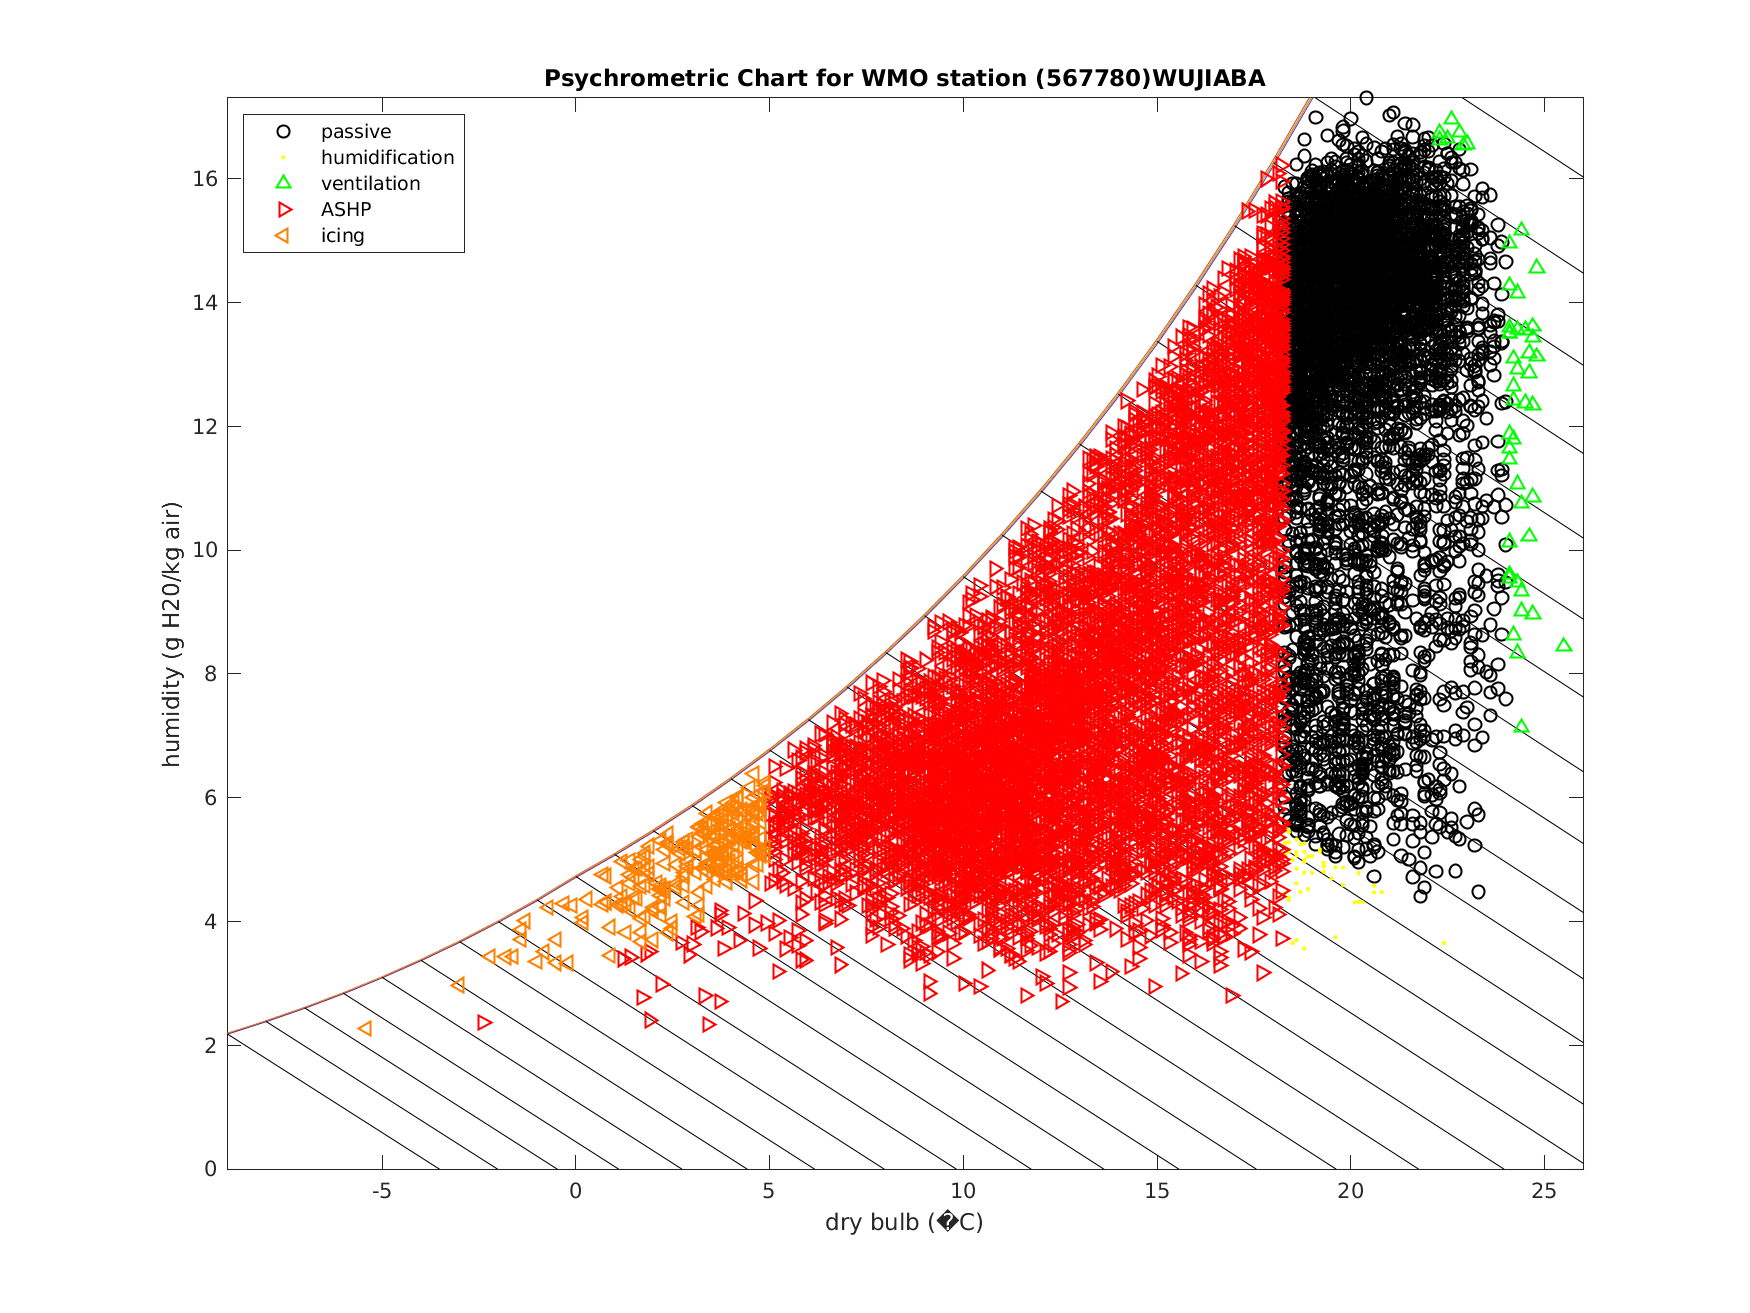 Psychrometric Chart for WMO station (567780)WUJIABA
passive
humidification
ventilation
ASHP
icing
humidity (g H20/kg air)
16
14
12
10
8
6
4
2
0
-5
0
5
10
15
20
25
dry bulb (�C)